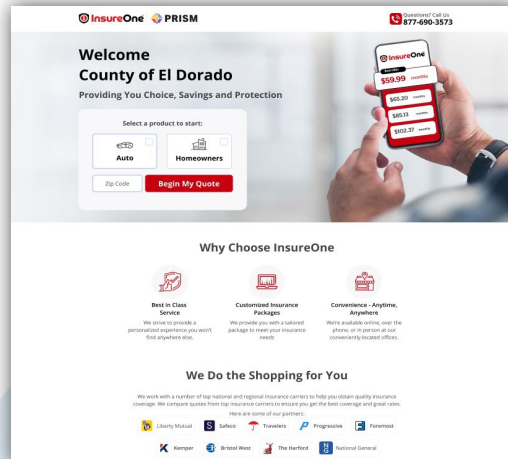 InsureOne PRISM
Questions? Call Us
877-690-3573
Welcome
County of El Dorado
Providing You Choice, Savings and Protection
Select a product to start:
Auto
Homeowners
Zip Code
Begin My Quote
InsureOne
$59.99 monthly
$65.20 monthly
$85.13 monthly
$102.37 monthly
Why Choose InsureOne
Best in Class
Service
We strive to provide a
personalized experience you won't
find anywhere else.
Customized Insurance
Packages
We provide you with a tailored
package to meet your insurance
needs
Convenience - Anytime,
Anywhere
We're available online, over the
phone, or in person at our
conveniently-located offices.
We Do the Shopping for You
We work with a number of top national and regional insurance carriers to help you obtain quality insurance
coverage. We compare quotes from top insurance carriers to ensure you get the best coverage and great rates.
Here are some of our partners:
Liberty Mutual
S Safeco
Travelers
Progressive
Foremost
Kemper
Bristol West
The Harford
NG National General